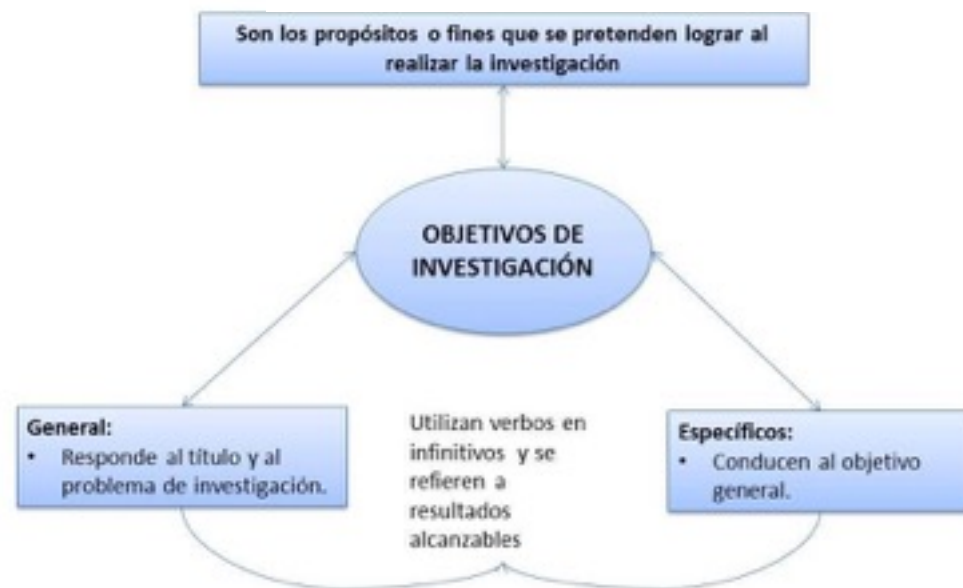 Son los propósitos o fines que se pretenden lograr al
realizar la investigación
OBJETIVOS DE
INVESTIGACIÓN
General:
• Responde al título y al
problema de investigación.
Utilizan verbos en
infinitivos y se
refieren a
resultados
alcanzables
Específicos:
• Conducen al objetivo
general.